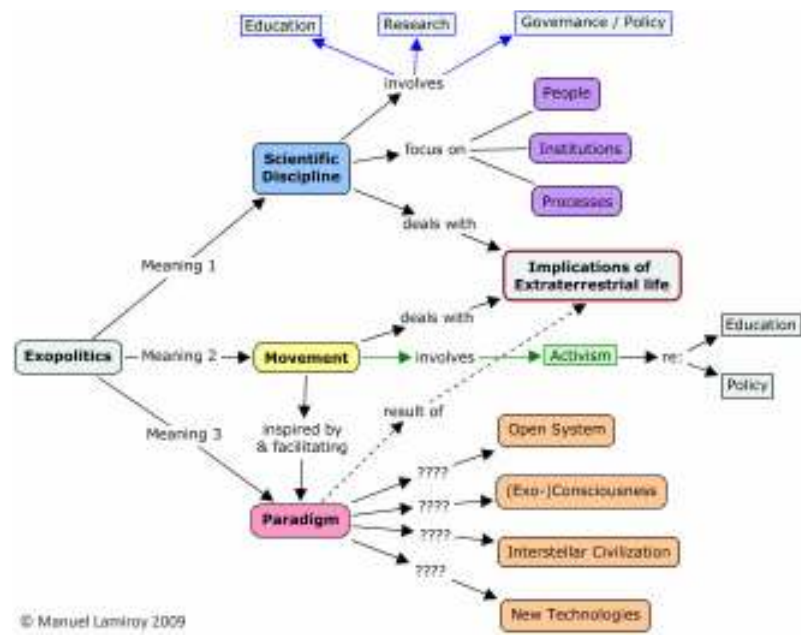 Education
Research
Governance / Policy
involves
People
Scientific
Discipline
focus on
Institutions
Processes
deals with
Meaning 1
Implications of
Extraterrestrial life
deals with
Education
Exopolitics
Meaning 2
Movement
involves
Activism
re:
Policy
result of
Meaning 3
inspired by
& facilitating
Open System
????
(Exo-)Consciousness
????
Paradigm
????
Interstellar Civilization
????
New Technologies
© Manuel Lamiroy 2009